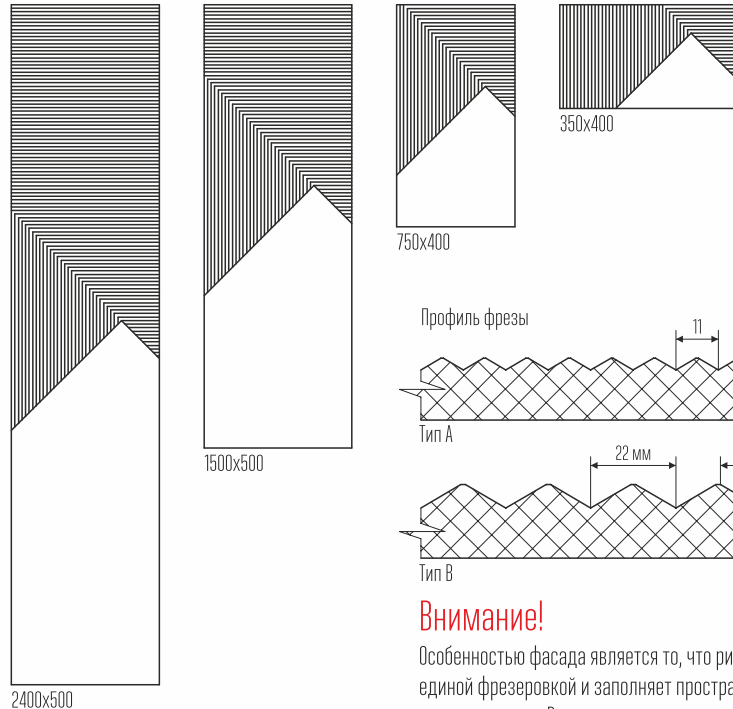 350x400
750x400
Профиль фрезы
11
Тип А
22 мм
1500x500
Тип В
Внимание!
Особенностью фасада является то, что ри
единой фрезеровкой и заполняет простра
2400x500